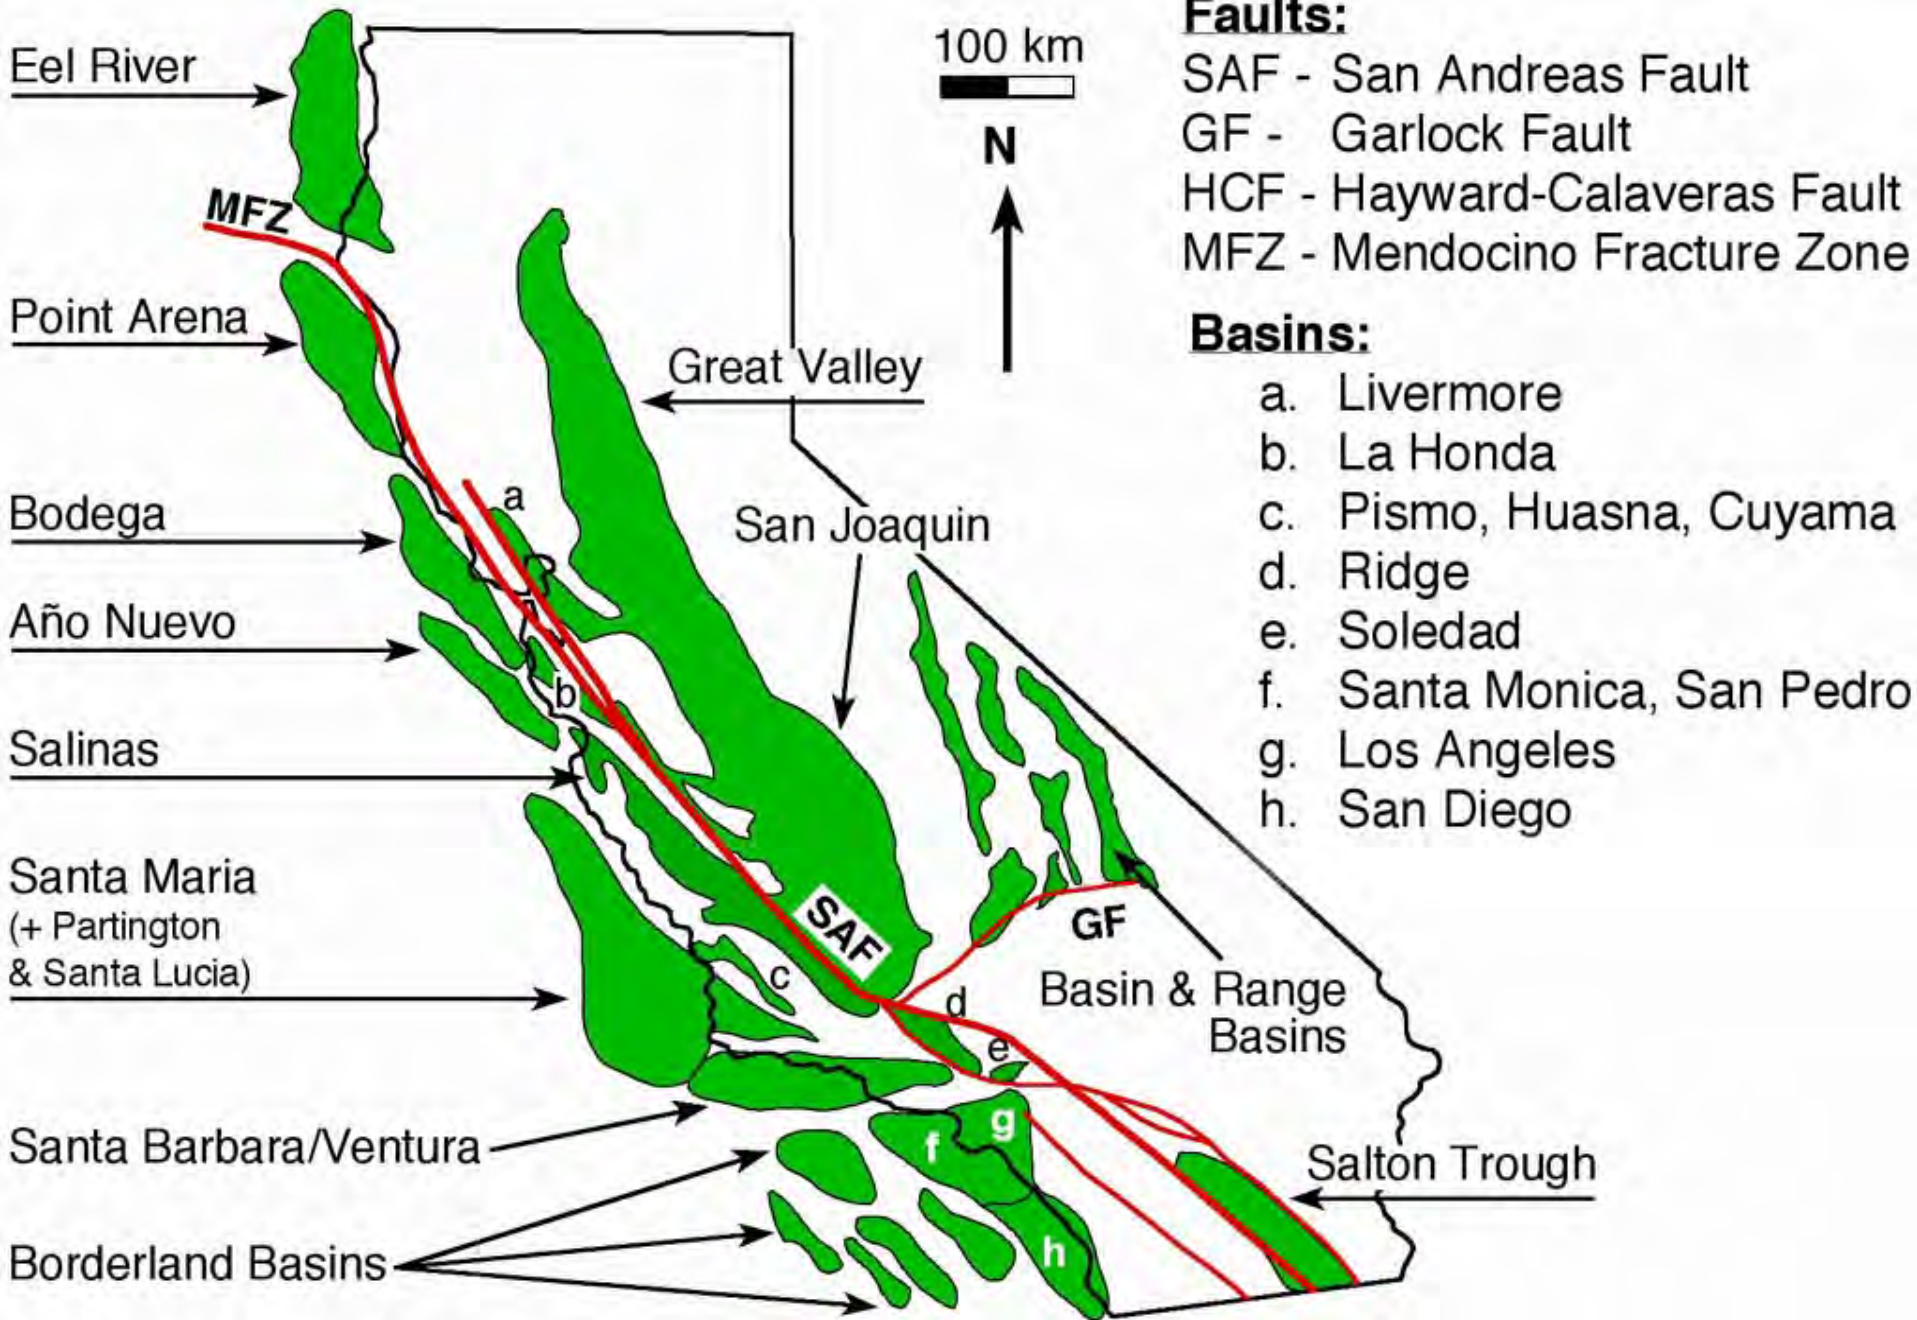 Eel River
MFZ
Point Arena
Bodega
Año Nuevo
Salinas
Santa Maria
(+ Partington
& Santa Lucia)
Santa Barbara/Ventura
Borderland Basins
a
b
c
d
e
f
g
h
Great Valley
San Joaquin
SAF
GF
Basin & Range
Basins
Salton Trough
100 km
N
Faults:
SAF - San Andreas Fault
GF - Garlock Fault
HCF - Hayward-Calaveras Fault
MFZ - Mendocino Fracture Zone
Basins:
a. Livermore
b. La Honda
c. Pismo, Huasna, Cuyama
d. Ridge
e. Soledad
f. Santa Monica, San Pedro
g. Los Angeles
h. San Diego